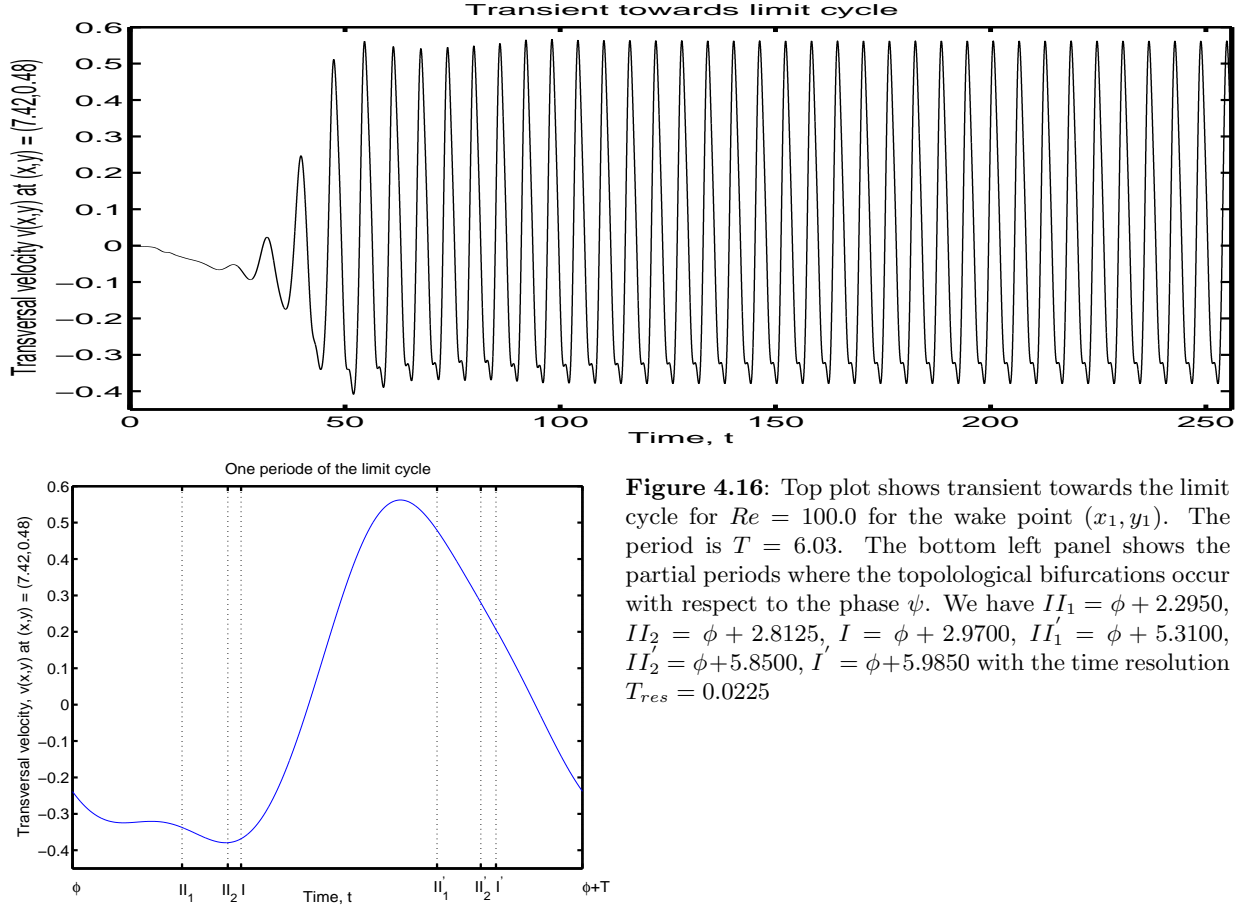 Transient towards limit cycle
Transversal velocity v(x,y) at (x,y) = (7.42,0.48)
0.6
0.5
0.4
0.3
0.2
0.1
0
−0.1
−0.2
−0.3
−0.4
0 50 100 150 200 250
Time, t
One periode of the limit cycle
Transversal velocity, v(x,y) at (x,y) = (7.42,0.48)
0.6
0.5
0.4
0.3
0.2
0.1
0
−0.1
−0.2
−0.3
−0.4
ϕ II₁ II₂ I II₁' II₂' I' ϕ+T
Time, t
Figure 4.16: Top plot shows transient towards the limit
cycle for Re = 100.0 for the wake point (x₁, y₁). The
period is T = 6.03. The bottom left panel shows the
partial periods where the topolological bifurcations occur
with respect to the phase ψ. We have II₁ = ϕ + 2.2950,
II₂ = ϕ + 2.8125, I = ϕ + 2.9700, II₁' = ϕ + 5.3100,
II₂' = ϕ+5.8500, I' = ϕ+5.9850 with the time resolution
T_res = 0.0225